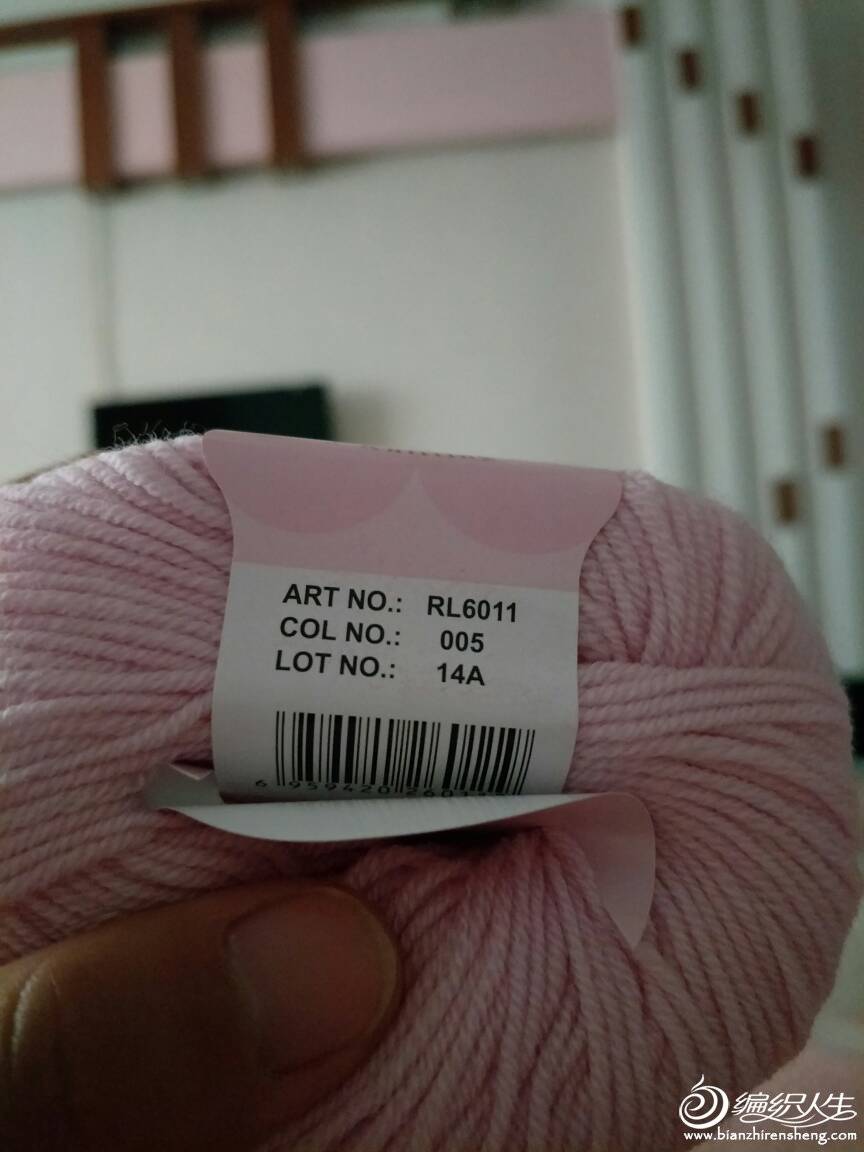 ART NO.: RL6011
COL NO.: 005
LOT NO.: 14A
编织人生
www.bianzhirensheng.com